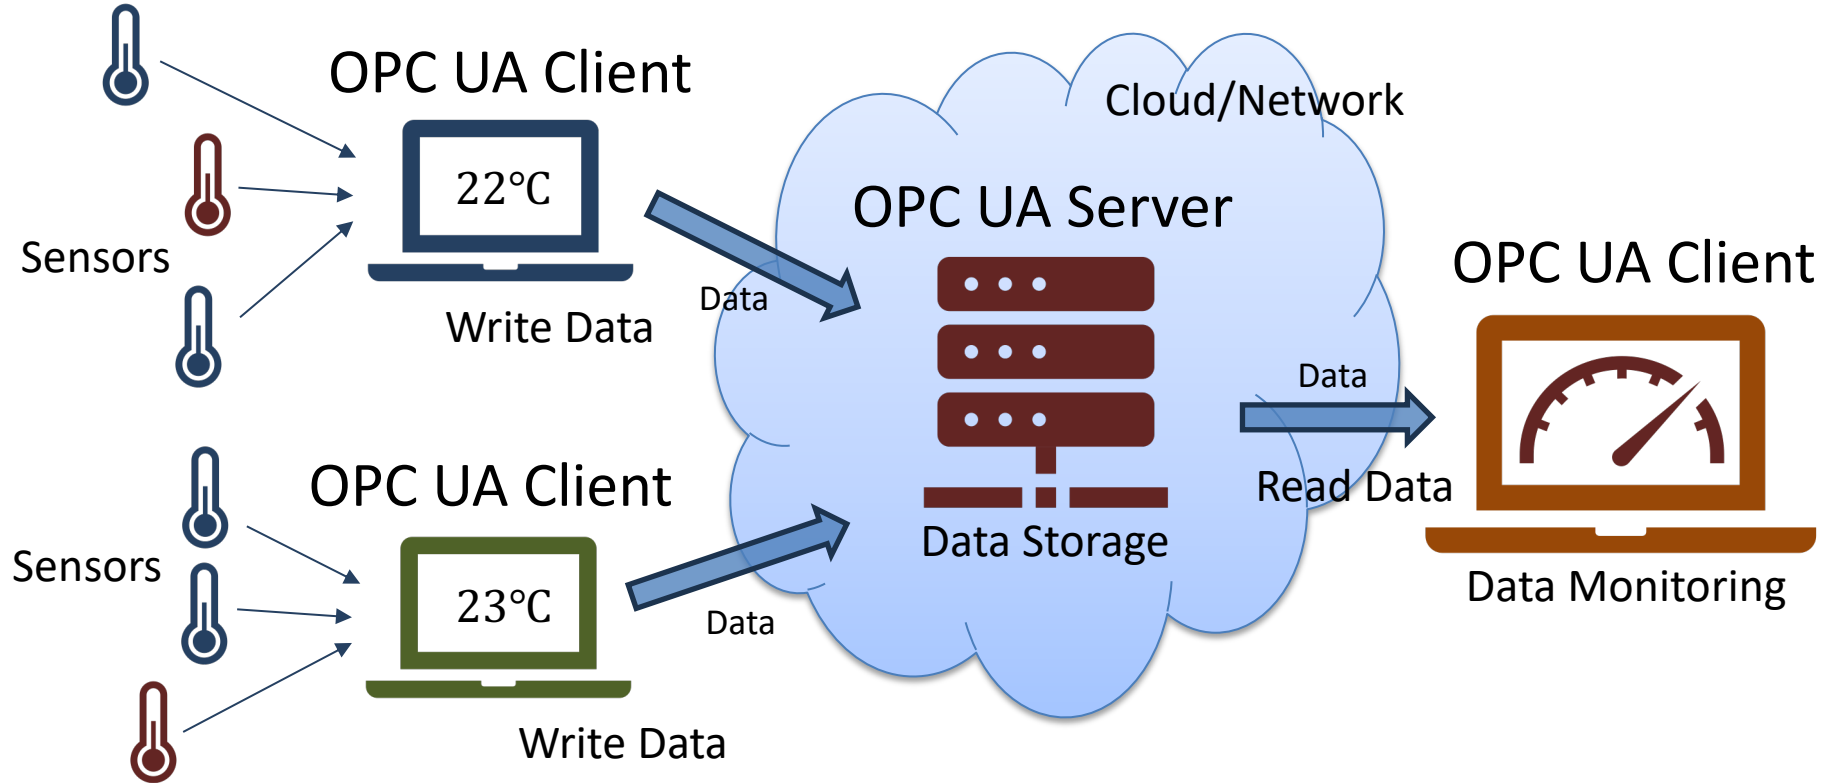 OPC UA Client
22°C
Sensors
Write Data
Data
Cloud/Network
OPC UA Server
Data Storage
OPC UA Client
23°C
Sensors
Write Data
Data
Data
Read Data
OPC UA Client
Data Monitoring